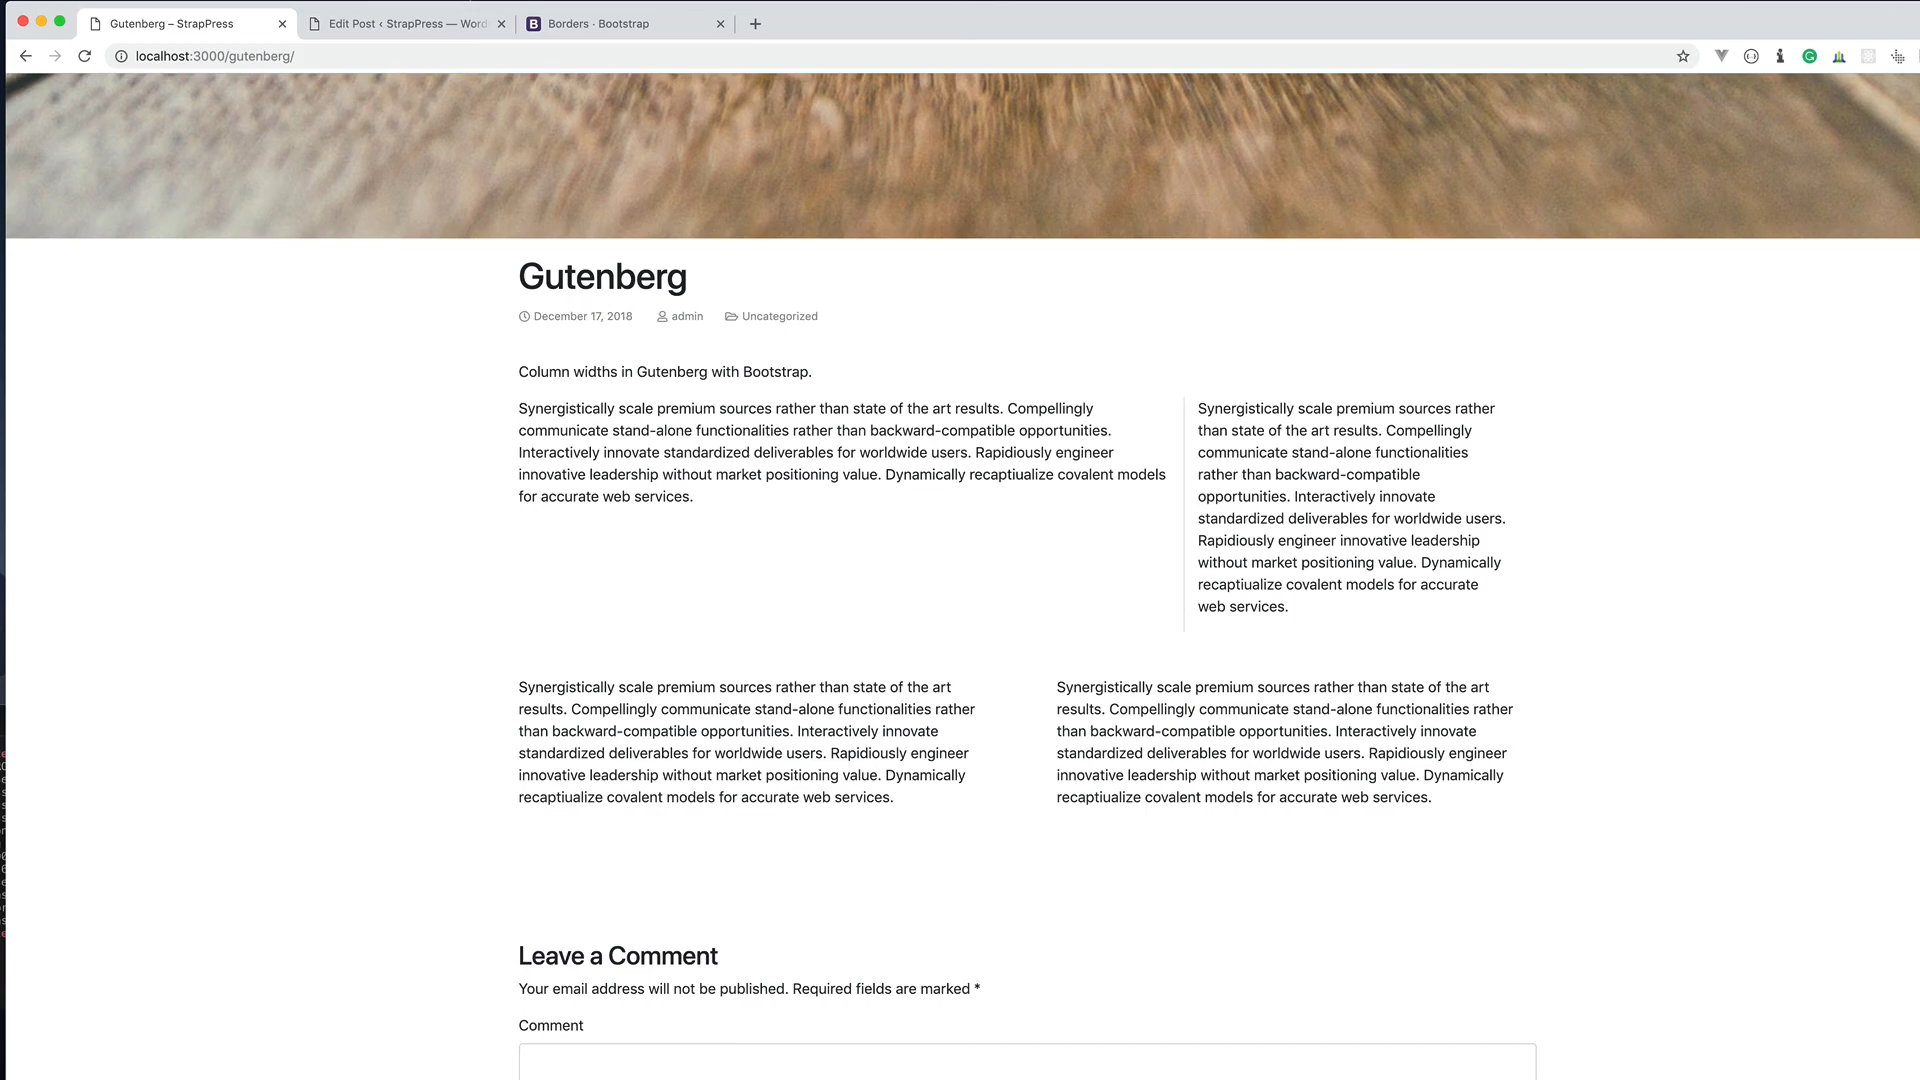 Gutenberg – StrapPress
Edit Post ‹ StrapPress — Word
B Borders · Bootstrap
localhost:3000/gutenberg/
Gutenberg
December 17, 2018 admin Uncategorized
Column widths in Gutenberg with Bootstrap.
Synergistically scale premium sources rather than state of the art results. Compellingly
communicate stand-alone functionalities rather than backward-compatible opportunities.
Interactively innovate standardized deliverables for worldwide users. Rapidiously engineer
innovative leadership without market positioning value. Dynamically recaptiualize covalent models
for accurate web services.
Synergistically scale premium sources rather
than state of the art results. Compellingly
communicate stand-alone functionalities
rather than backward-compatible
opportunities. Interactively innovate
standardized deliverables for worldwide users.
Rapidiously engineer innovative leadership
without market positioning value. Dynamically
recaptiualize covalent models for accurate
web services.
Synergistically scale premium sources rather than state of the art
results. Compellingly communicate stand-alone functionalities rather
than backward-compatible opportunities. Interactively innovate
standardized deliverables for worldwide users. Rapidiously engineer
innovative leadership without market positioning value. Dynamically
recaptiualize covalent models for accurate web services.
Synergistically scale premium sources rather than state of the art
results. Compellingly communicate stand-alone functionalities rather
than backward-compatible opportunities. Interactively innovate
standardized deliverables for worldwide users. Rapidiously engineer
innovative leadership without market positioning value. Dynamically
recaptiualize covalent models for accurate web services.
Leave a Comment
Your email address will not be published. Required fields are marked *
Comment